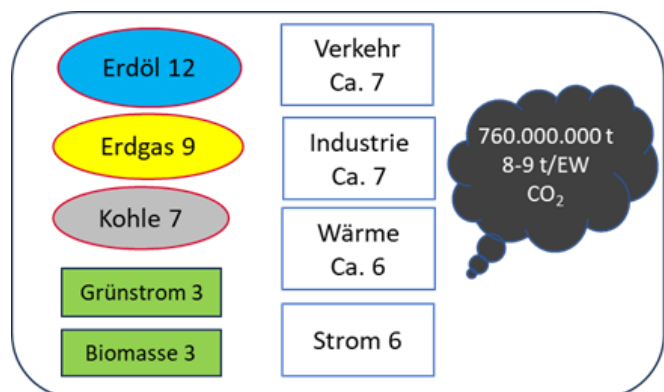 Erdöl 12
Erdgas 9
Kohle 7
Grünstrom 3
Biomasse 3
Verkehr
Ca. 7
Industrie
Ca. 7
Wärme
Ca. 6
Strom 6
760.000.000 t
8-9 t/EW
CO₂